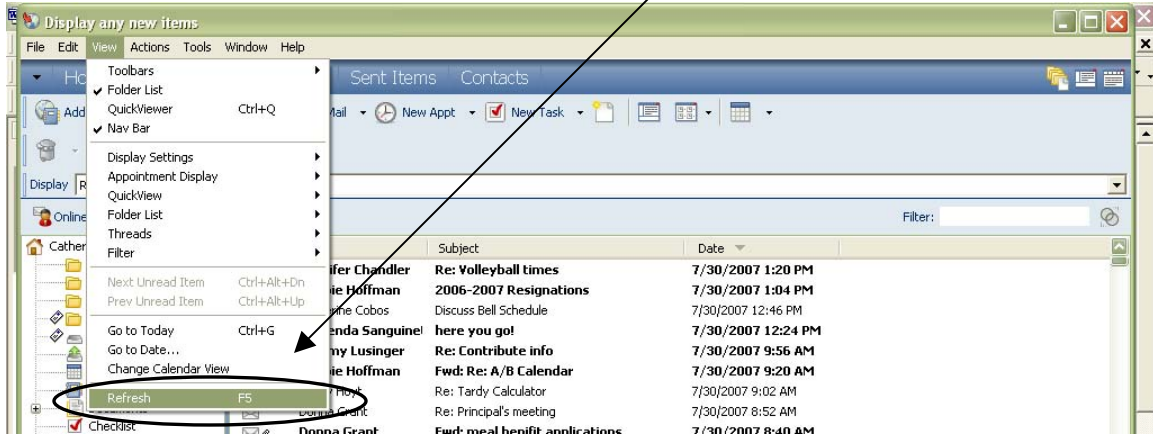 Display any new items
File Edit View Actions Tools Window Help
Sent Items Contacts
Toolbars
Folder List
QuickViewer Ctrl+Q
Nav Bar
Add
Mail New Appt New Task
Display Settings
Appointment Display
QuickView
Folder List
Threads
Filter
Display
Online
Filter:
Next Unread Item Ctrl+Alt+Dn
Prev Unread Item Ctrl+Alt+Up
Go to Today Ctrl+G
Go to Date...
Change Calendar View
Refresh F5
Checklist
Subject Date
Chandler Re: Volleyball times 7/30/2007 1:20 PM
Hoffman 2006-2007 Resignations 7/30/2007 1:04 PM
Cobos Discuss Bell Schedule 7/30/2007 12:46 PM
here you go! 7/30/2007 12:24 PM
Lusinger Re: Contribute info 7/30/2007 9:56 AM
Hoffman Fwd: Re: A/B Calendar 7/30/2007 9:20 AM
Hoyt Re: Tardy Calculator 7/30/2007 9:02 AM
Donna Grant Re: Principal's meeting 7/30/2007 8:52 AM
Donna Grant Fwd: meal benifit applications 7/30/2007 8:40 AM